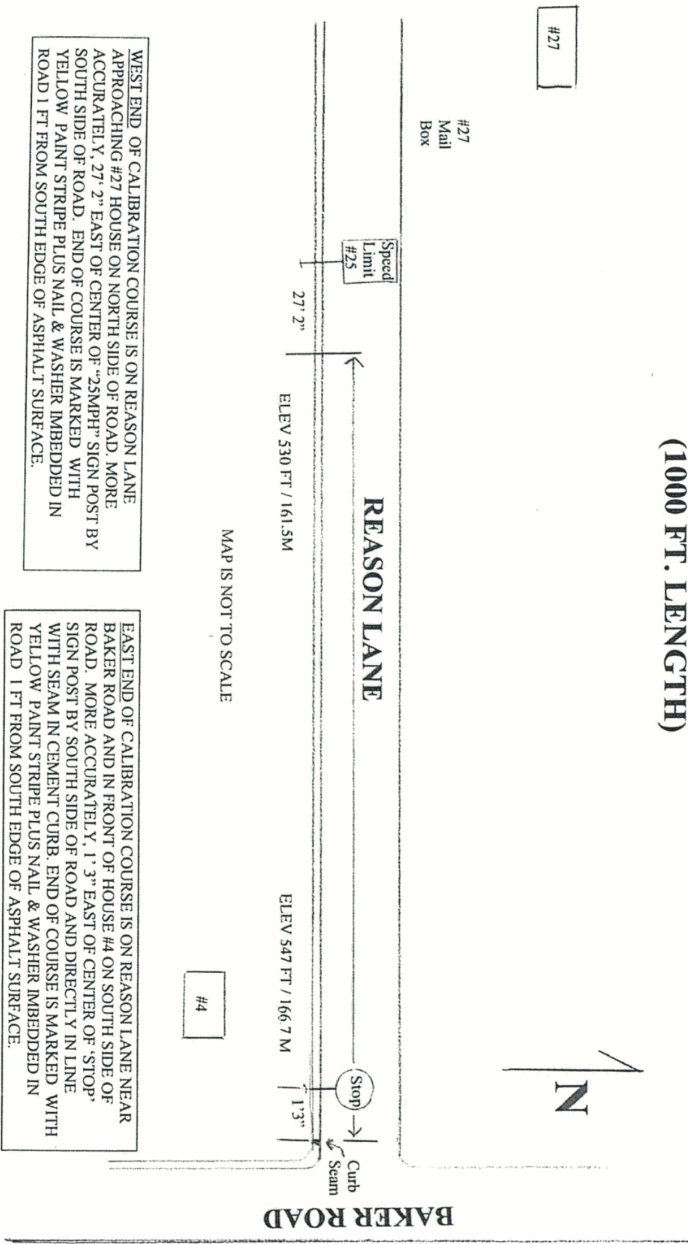 (1000 FT. LENGTH)
#27
#27
Mail
Box
Speed
Limit
#25
27' 2"
REASON LANE
ELEV 530 FT / 161.5M
ELEV 547 FT / 166.7 M
MAP IS NOT TO SCALE
N
Stop
1'3"
Curb
Seam
#4
BAKER ROAD
WEST END OF CALIBRATION COURSE IS ON REASON LANE
APPROACHING #27 HOUSE ON NORTH SIDE OF ROAD. MORE
ACCURATELY, 27' 2" EAST OF CENTER OF "25MPH" SIGN POST BY
SOUTH SIDE OF ROAD. END OF COURSE IS MARKED WITH
YELLOW PAINT STRIPE PLUS NAIL & WASHER IMBEDDED IN
ROAD 1 FT FROM SOUTH EDGE OF ASPHALT SURFACE.
EAST END OF CALIBRATION COURSE IS ON REASON LANE NEAR
BAKER ROAD AND IN FRONT OF HOUSE #4 ON SOUTH SIDE OF
ROAD. MORE ACCURATELY, 1' 3" EAST OF CENTER OF 'STOP'
SIGN POST BY SOUTH SIDE OF ROAD AND DIRECTLY IN LINE
WITH SEAM IN CEMENT CURB. END OF COURSE IS MARKED WITH
YELLOW PAINT STRIPE PLUS NAIL & WASHER IMBEDDED IN
ROAD 1 FT FROM SOUTH EDGE OF ASPHALT SURFACE.